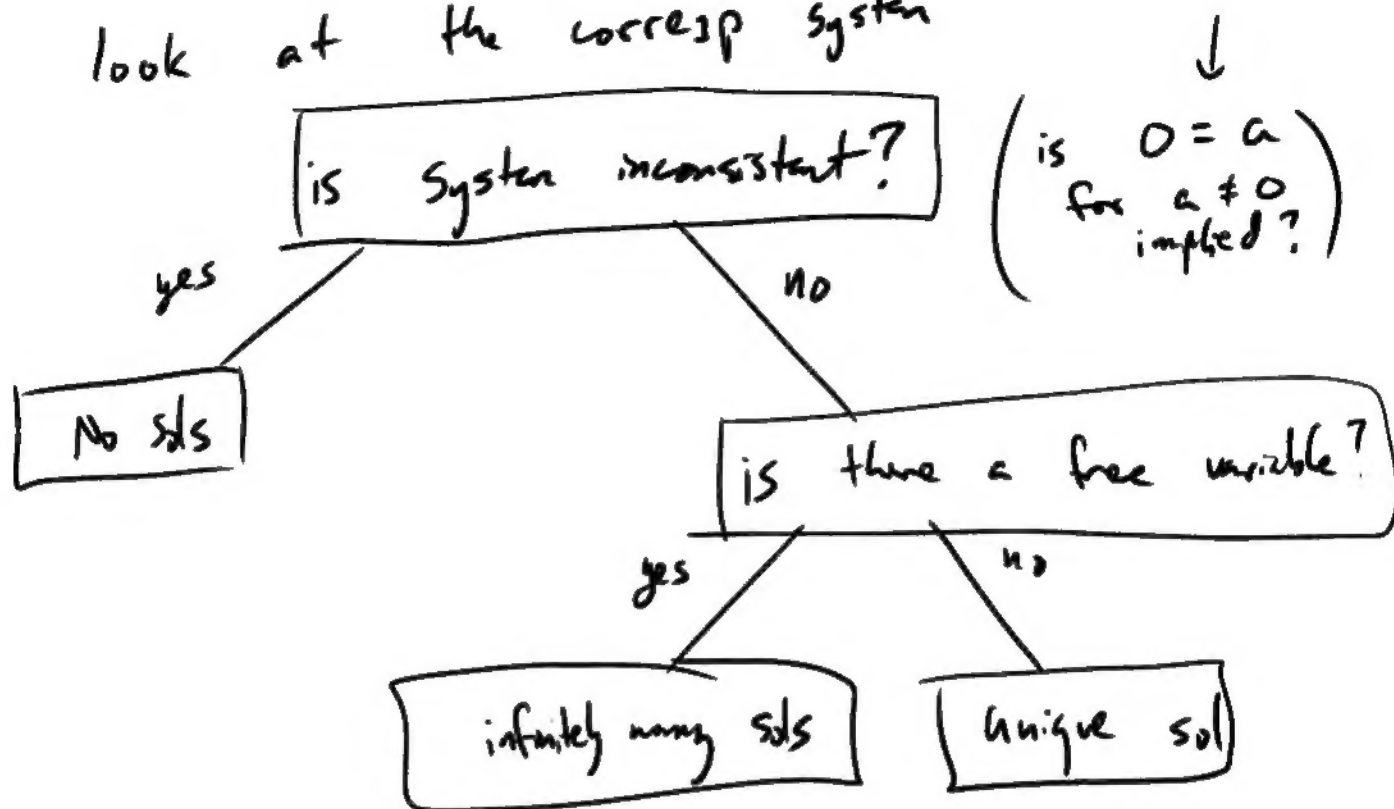 look at the corresp system
↓
is system inconsistent?
(is 0 = a
for a ≠ 0
implied?)
yes
no
No sols
is there a free variable?
yes
no
infinitely many sols
unique sol